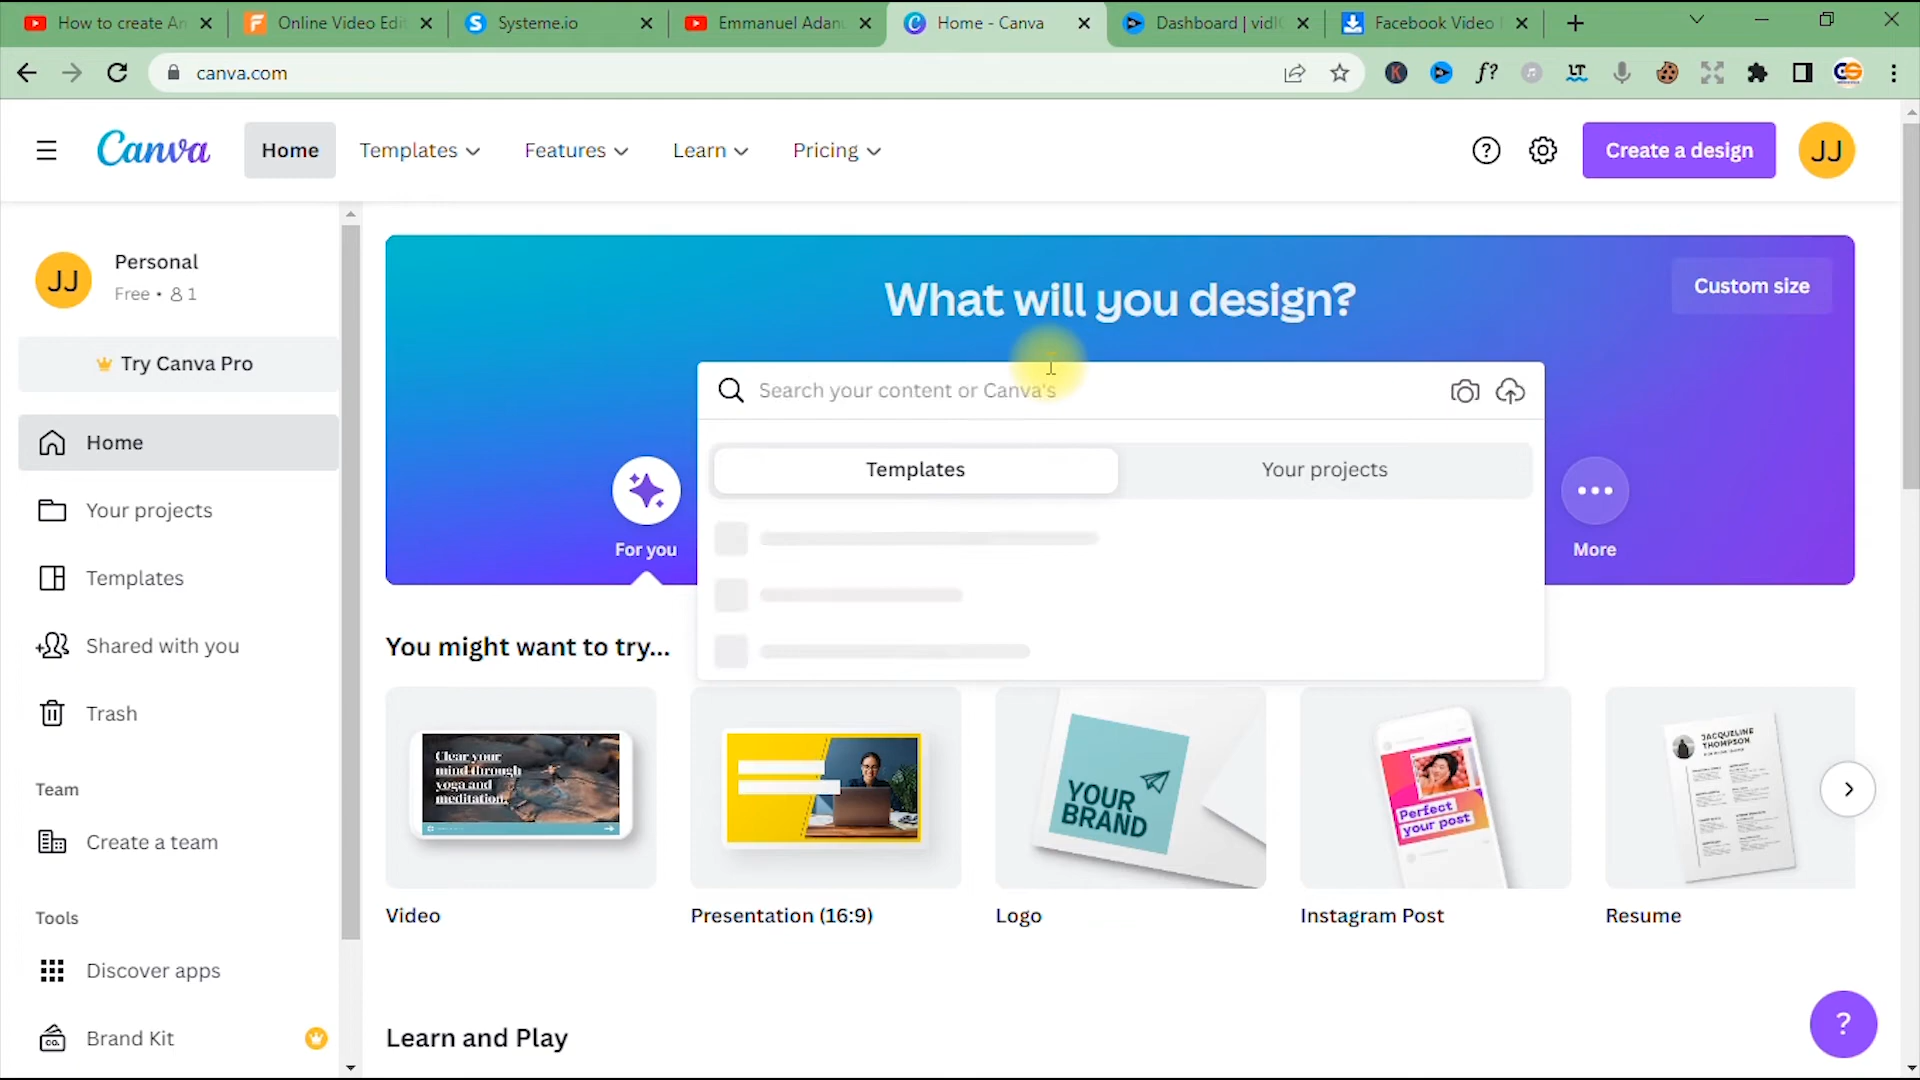 How to create An
Online Video Edit
Systeme.io
Emmanuel Adanu
Home - Canva
Dashboard | vidI
Facebook Video
canva.com
Canva
Home
Templates
Features
Learn
Pricing
Create a design
JJ
JJ
Personal
Free • 1
Try Canva Pro
Home
Your projects
Templates
Shared with you
Trash
Team
Create a team
Tools
Discover apps
Brand Kit
What will you design?
Custom size
Search your content or Canva's
Templates
Your projects
For you
More
You might want to try...
Clear your
mind through
yoga and
meditation.
YOUR
BRAND
Perfect
your post
JACQUELINE
THOMPSON
Video
Presentation (16:9)
Logo
Instagram Post
Resume
Learn and Play
?